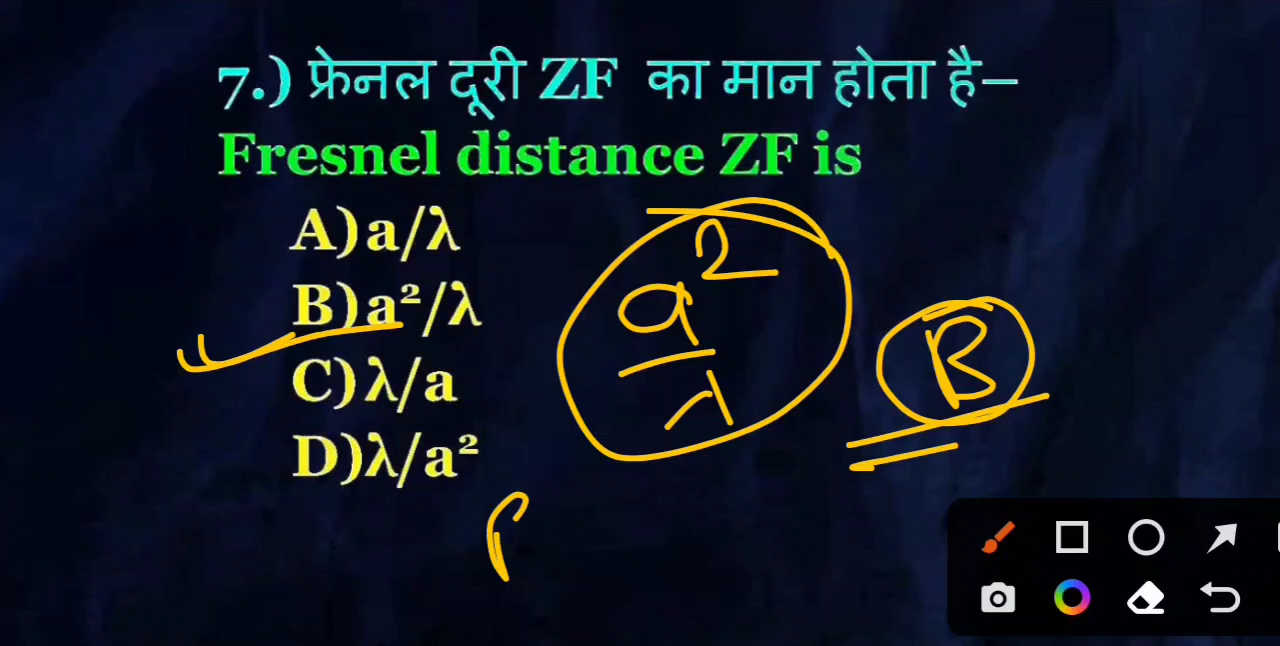 7.) फ्रेनल दूरी ZF का मान होता है–
Fresnel distance ZF is
A)a/λ
B)a²/λ
C)λ/a
D)λ/a²
a²/λ
B